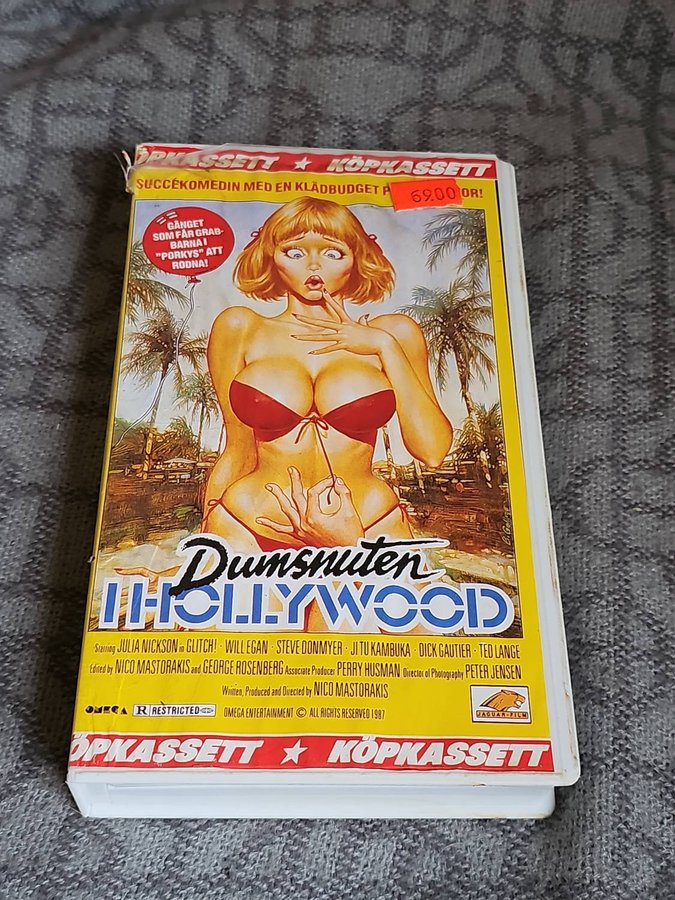 ÖPKASSETT ★ KÖPKASSETT
SUCCÉKOMEDIN MED EN KLÄDBUDGET P
69.00
OR!
GÄNGET
SOM FÅR GRAB-
BARNA I
"PORKYS" ATT
RODNA!
Dumsnuten
I HOLLYWOOD
Starring JULIA NICKSON in GLITCH! · WILL EGAN · STEVE DONMYER · JI TU KAMBUKA · DICK GAUTIER · TED LANGE
Edited by NICO MASTORAKIS and GEORGE ROSENBERG Associate Producer PERRY HUSMAN Director of Photography PETER JENSEN
Written, Produced and Directed by NICO MASTORAKIS
OMEGA R RESTRICTED OMEGA ENTERTAINMENT © ALL RIGHTS RESERVED 1987
JAGUAR-FILM
ÖPKASSETT ★ KÖPKASSETT